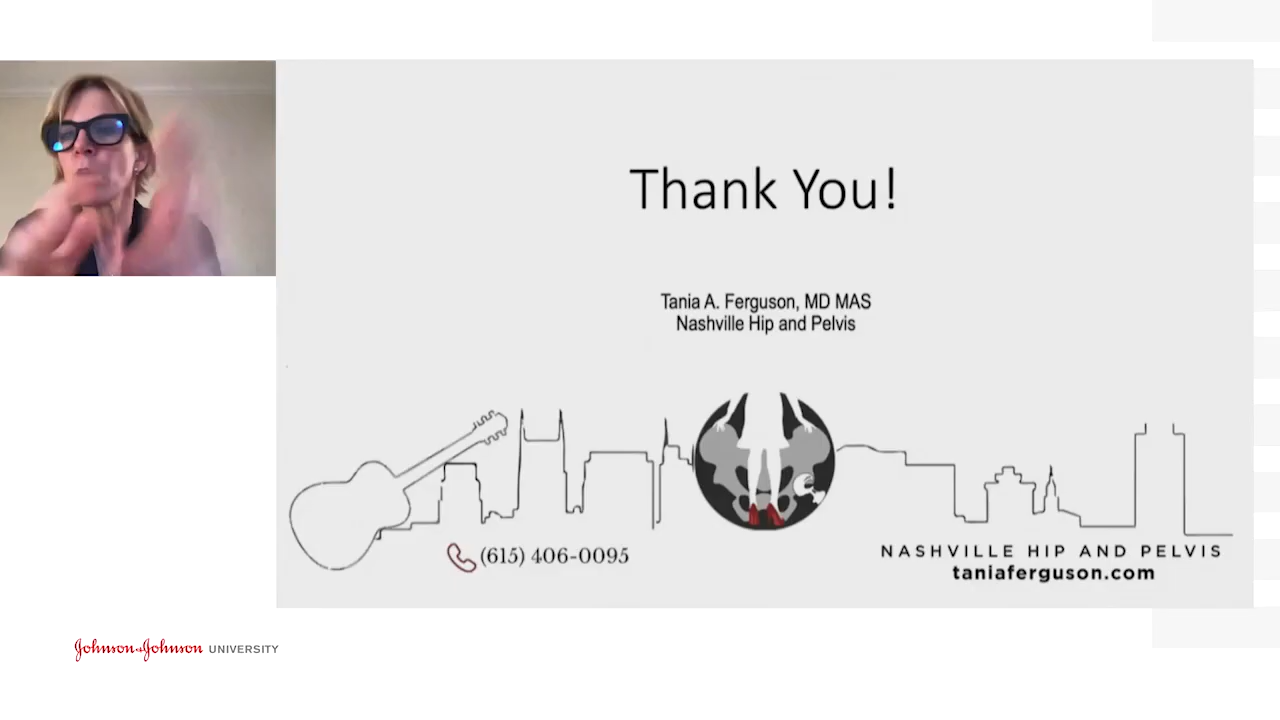 Thank You!
Tania A. Ferguson, MD MAS
Nashville Hip and Pelvis
(615) 406-0095
NASHVILLE HIP AND PELVIS
taniaferguson.com
Johnson&Johnson UNIVERSITY